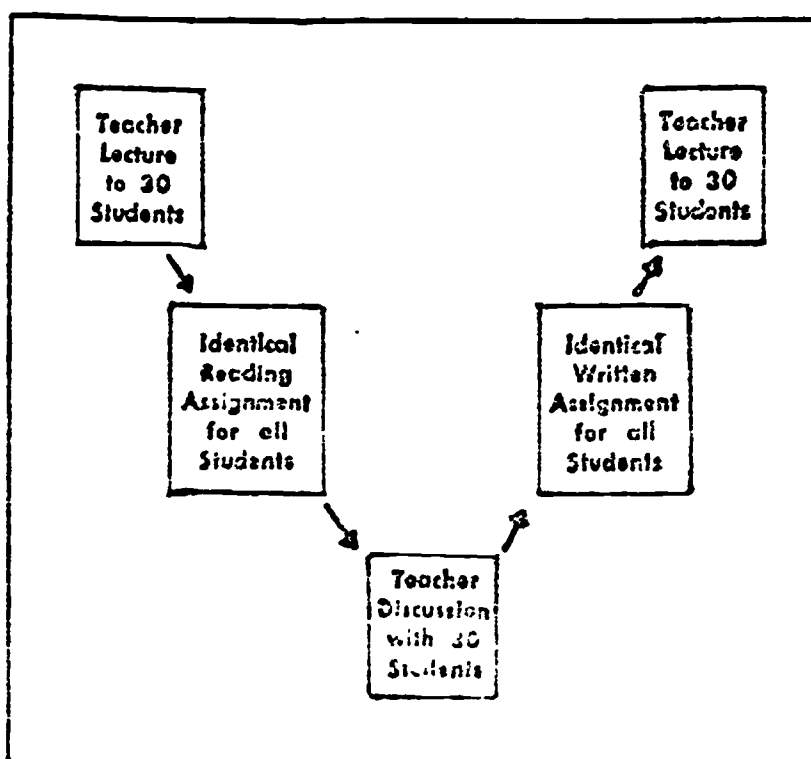 Teacher
Lecture
to 30
Students
Identical
Reading
Assignment
for all
Students
Teacher
Discussion
with 30
Students
Identical
Written
Assignment
for all
Students
Teacher
Lecture
to 30
Students